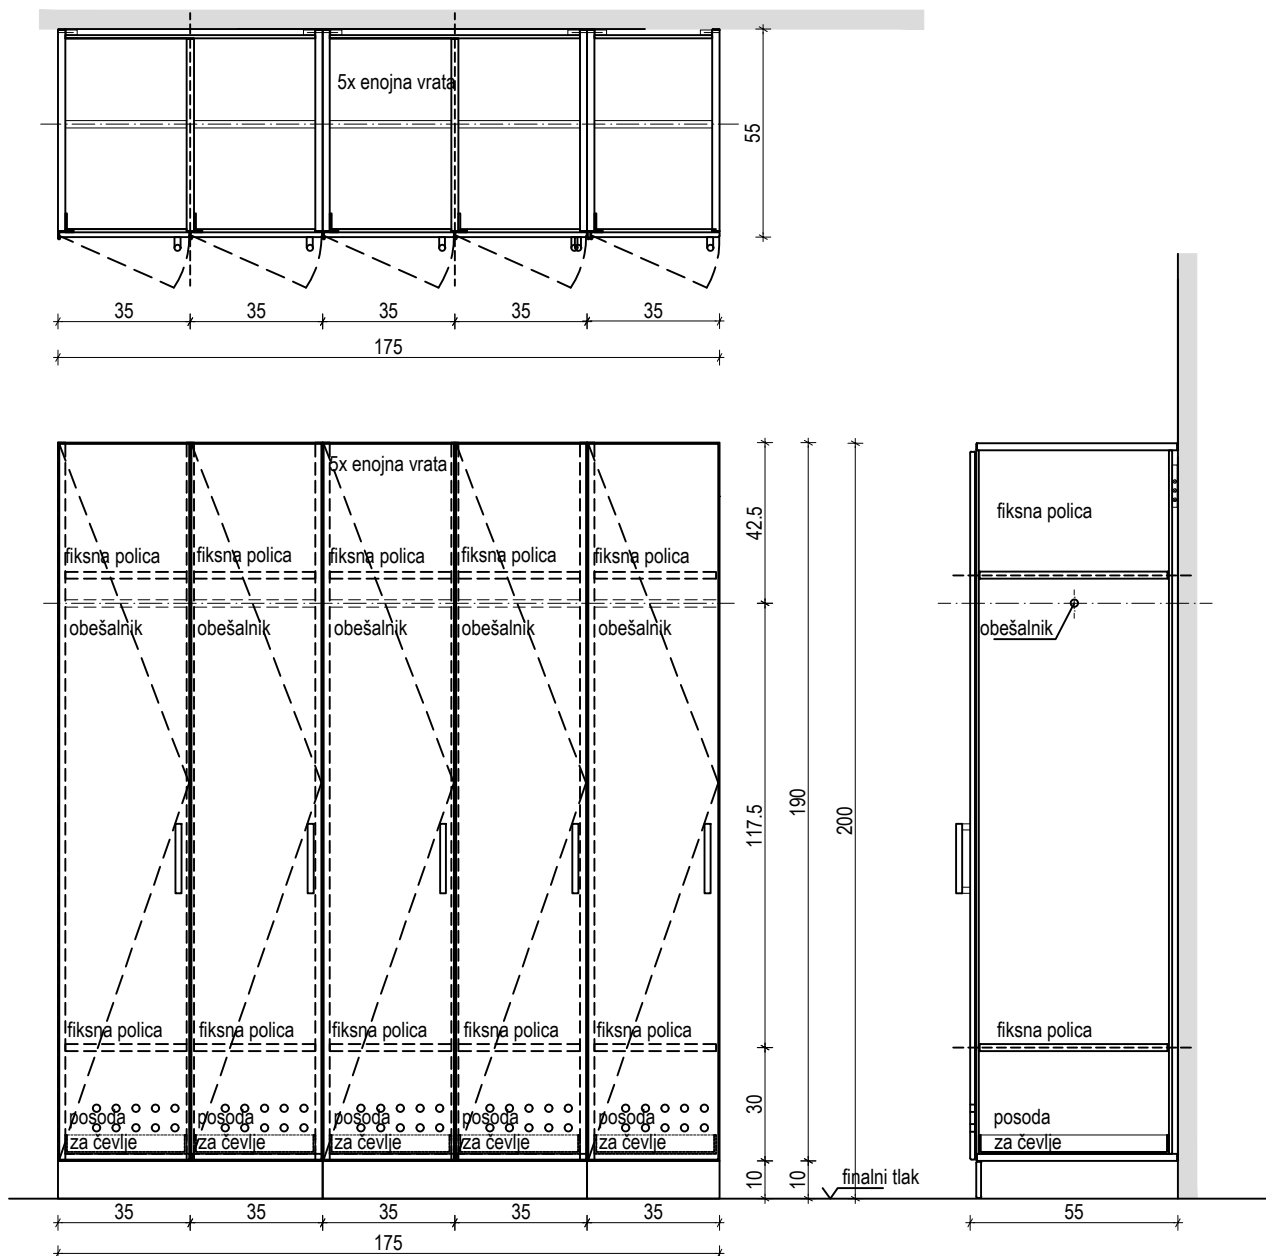 5x enojna vrata
55
35 35 35 35 35
175
5x enojna vrata
fiksna polica fiksna polica fiksna polica fiksna polica fiksna polica
obešalnik obešalnik obešalnik obešalnik obešalnik
fiksna polica fiksna polica fiksna polica fiksna polica fiksna polica
posoda posoda posoda posoda posoda
za čevlje za čevlje za čevlje za čevlje za čevlje
42.5
117.5
30
10
190
10
200
finalni tlak
35 35 35 35 35
175
fiksna polica
obešalnik
fiksna polica
posoda
za čevlje
55